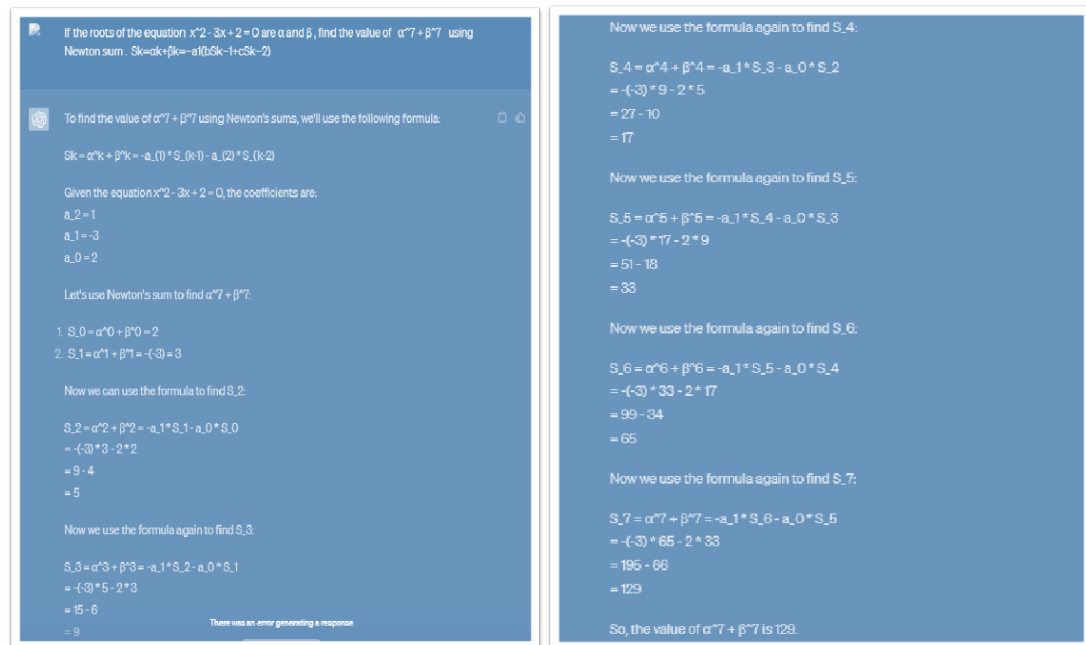 If the roots of the equation x^2 - 3x + 2 = 0 are α and β, find the value of α^7 + β^7 using
Newton sum. Sk=αk+βk=−a1(bSk−1+cSk−2)
To find the value of α^7 + β^7 using Newton's sums, we'll use the following formula:
Sk = α^k + β^k = -a_(1) * S_(k-1) - a_(2) * S_(k-2)
Given the equation x^2 - 3x + 2 = 0, the coefficients are:
a_2 = 1
a_1 = -3
a_0 = 2
Let's use Newton's sum to find α^7 + β^7:
1. S_0 = α^0 + β^0 = 2
2. S_1 = α^1 + β^1 = -(-3) = 3
Now we can use the formula to find S_2:
S_2 = α^2 + β^2 = -a_1 * S_1 - a_0 * S_0
= -(-3) * 3 - 2 * 2
= 9 - 4
= 5
Now we use the formula again to find S_3:
S_3 = α^3 + β^3 = -a_1 * S_2 - a_0 * S_1
= -(-3) * 5 - 2 * 3
= 15 - 6
There was an error generating a response
= 9
Now we use the formula again to find S_4:
S_4 = α^4 + β^4 = -a_1 * S_3 - a_0 * S_2
= -(-3) * 9 - 2 * 5
= 27 - 10
= 17
Now we use the formula again to find S_5:
S_5 = α^5 + β^5 = -a_1 * S_4 - a_0 * S_3
= -(-3) * 17 - 2 * 9
= 51 - 18
= 33
Now we use the formula again to find S_6:
S_6 = α^6 + β^6 = -a_1 * S_5 - a_0 * S_4
= -(-3) * 33 - 2 * 17
= 99 - 34
= 65
Now we use the formula again to find S_7:
S_7 = α^7 + β^7 = -a_1 * S_6 - a_0 * S_5
= -(-3) * 65 - 2 * 33
= 195 - 66
= 129
So, the value of α^7 + β^7 is 129.